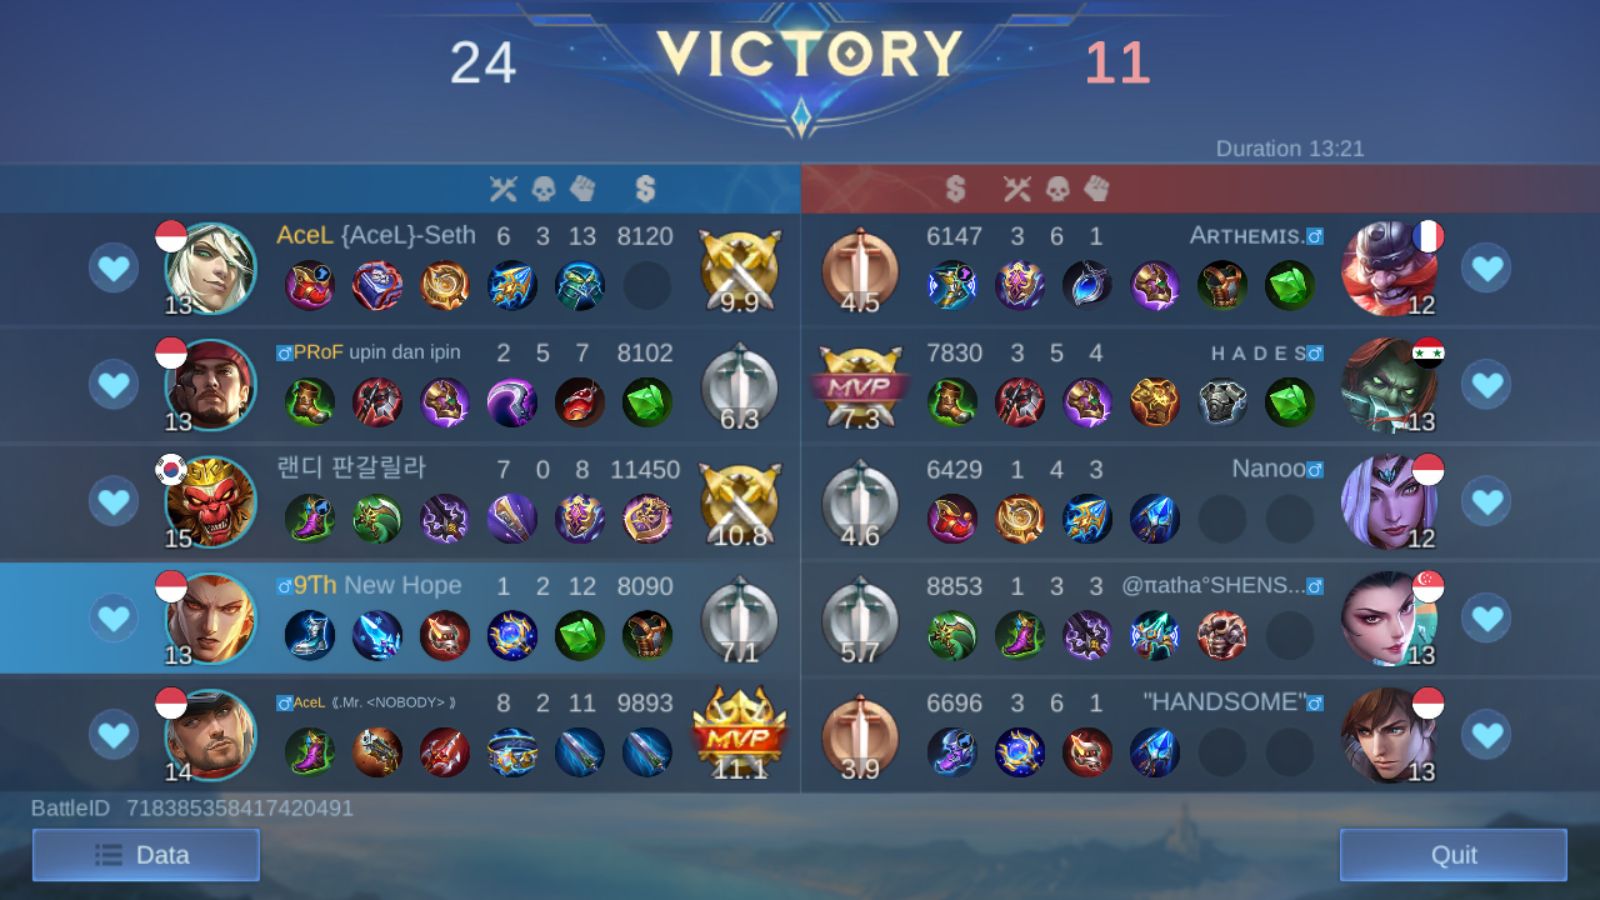 24 VICTORY 11
Duration 13:21
AceL {AceL}-Seth 6 3 13 8120
13 9.9
4.5 6147 3 6 1 ARTHEMIS.
12
PRoF upin dan ipin 2 5 7 8102
13 6.3
MVP 7.3 7830 3 5 4 H A D E S
13
랜디 판갈릴라 7 0 8 11450
15 10.8
4.6 6429 1 4 3 Nanoo
12
9'Th New Hope 1 2 12 8090
13 7.1
5.7 8853 1 3 3 @πatha°SHENS...
13
AceL ⟪.Mr. <NOBODY> ⟫ 8 2 11 9893
14 MVP 11.1
3.9 6696 3 6 1 "HANDSOME"
13
BattleID 718385358417420491
Data
Quit